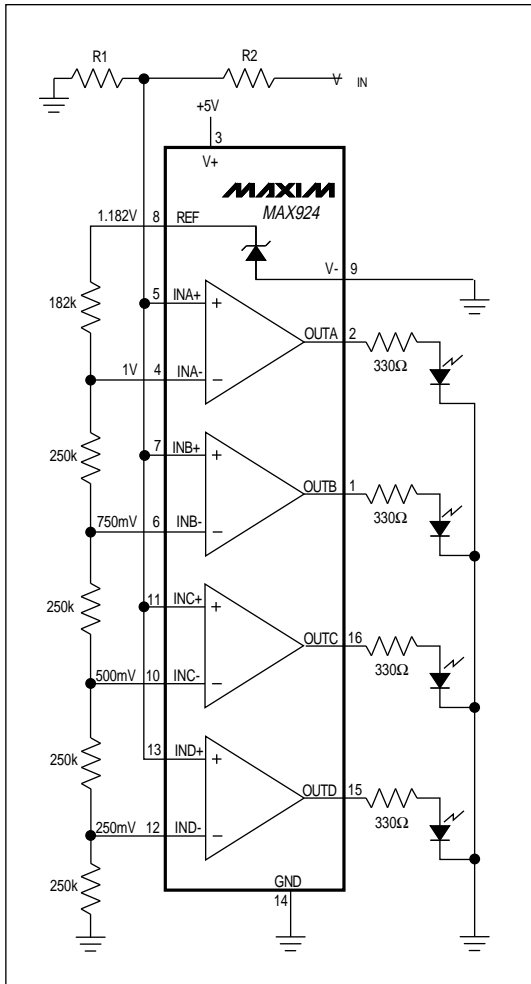 R1
R2
V IN
+5V
3
V+
MAXIM
MAX924
1.182V 8 REF
V- 9
182k
5 INA+
OUTA 2
330Ω
1V 4 INA-
250k
7 INB+
OUTB 1
330Ω
750mV 6 INB-
250k
11 INC+
OUTC 16
330Ω
500mV 10 INC-
250k
13 IND+
OUTD 15
330Ω
250mV 12 IND-
250k
GND
14